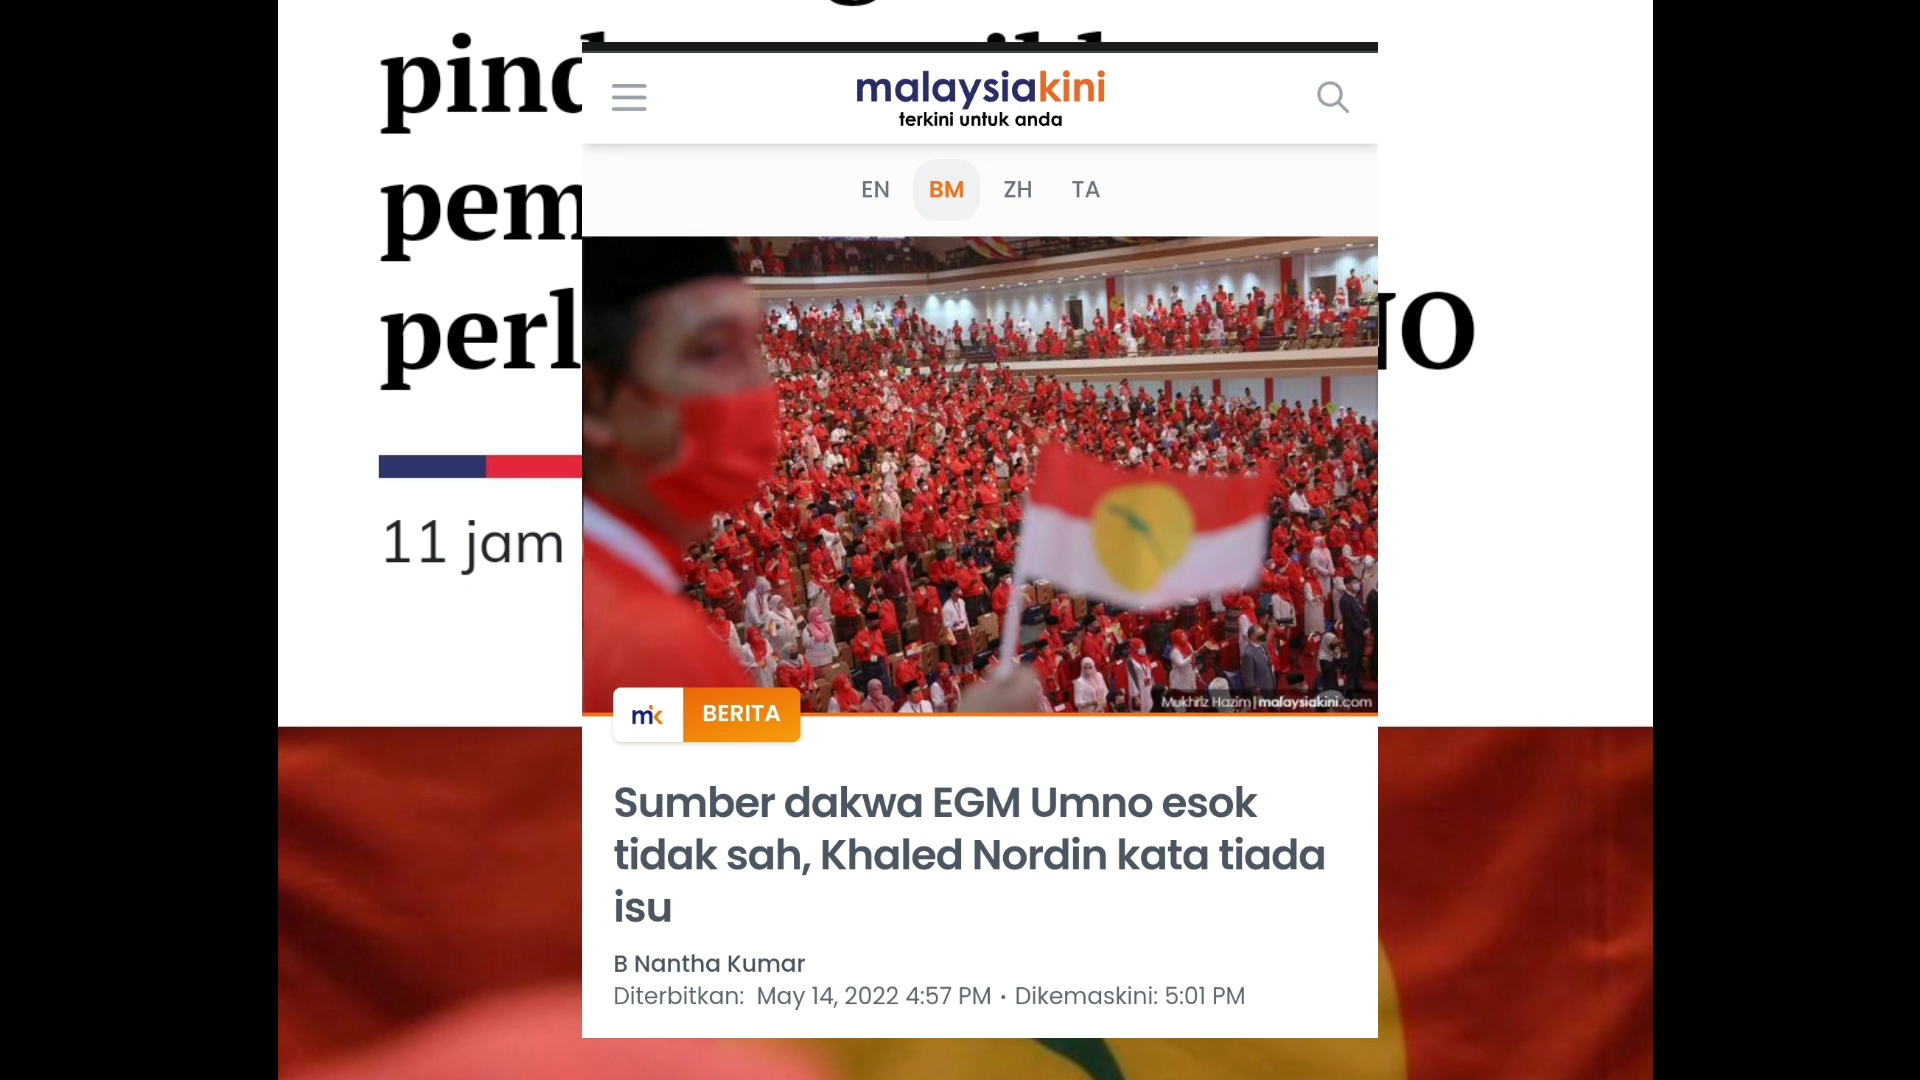 pind
pem
perl
NO
11 jam
malaysiakini
terkini untuk anda
EN BM ZH TA
Mukhriz Hazim | malaysiakini.com
mk BERITA
Sumber dakwa EGM Umno esok
tidak sah, Khaled Nordin kata tiada
isu
B Nantha Kumar
Diterbitkan: May 14, 2022 4:57 PM • Dikemaskini: 5:01 PM